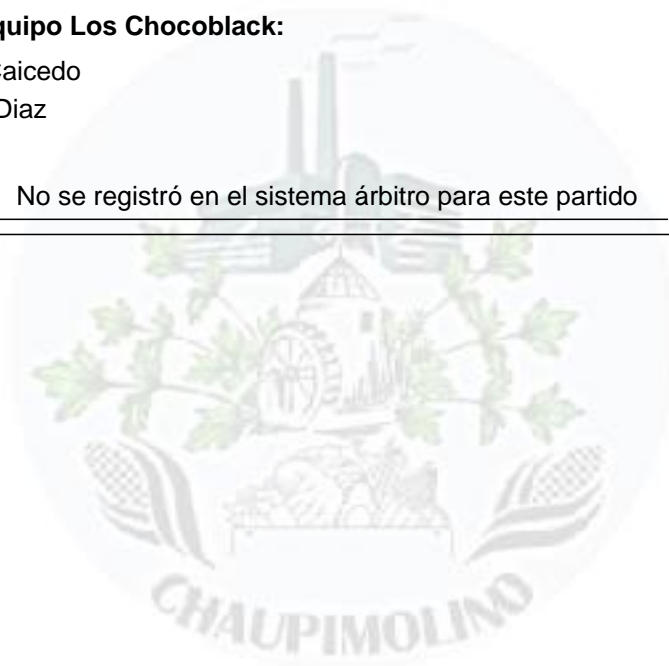 quipo Los Chocoblack:
Caicedo
Diaz
No se registró en el sistema árbitro para este partido
CHAUPIMOLINO